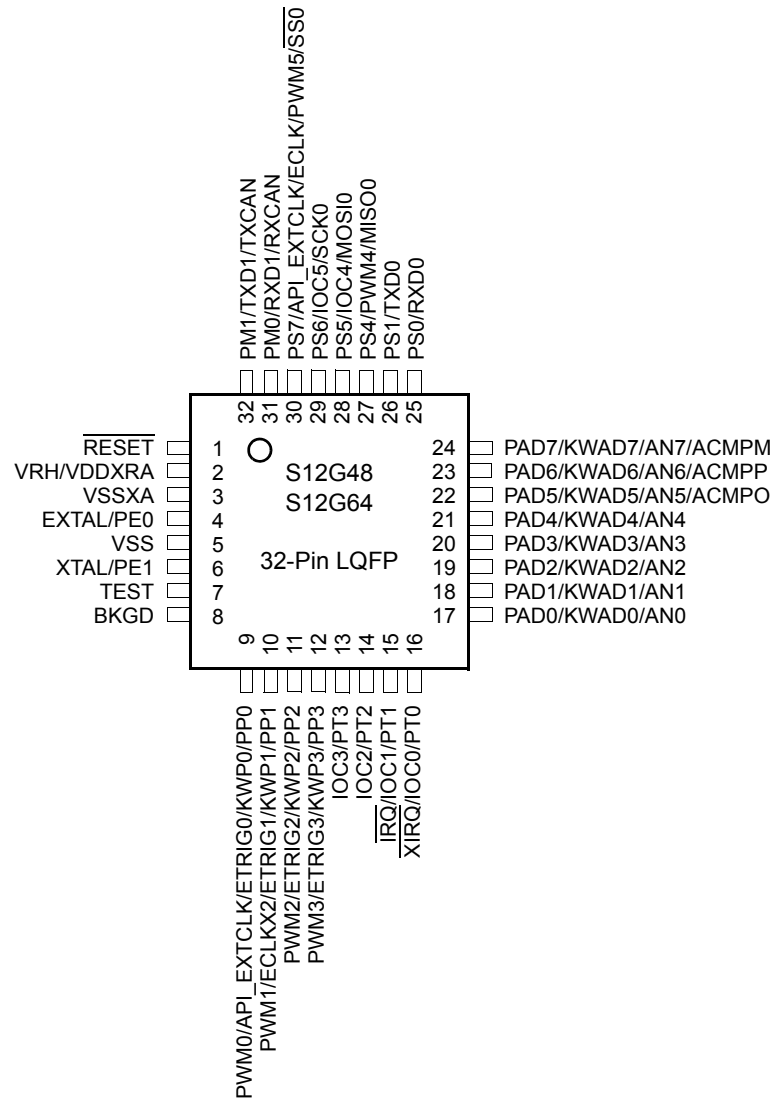 PM1/TXD1/TXCAN
PM0/RXD1/RXCAN
PS7/API_EXTCLK/ECLK/PWM5/SS0
PS6/IOC5/SCK0
PS5/IOC4/MOSI0
PS4/PWM4/MISO0
PS1/TXD0
PS0/RXD0
32
31
30
29
28
27
26
25
RESET
VRH/VDDXRA
VSSXA
EXTAL/PE0
VSS
XTAL/PE1
TEST
BKGD
1
2
3
4
5
6
7
8
S12G48
S12G64
32-Pin LQFP
24
23
22
21
20
19
18
17
PAD7/KWAD7/AN7/ACMPM
PAD6/KWAD6/AN6/ACMPP
PAD5/KWAD5/AN5/ACMPO
PAD4/KWAD4/AN4
PAD3/KWAD3/AN3
PAD2/KWAD2/AN2
PAD1/KWAD1/AN1
PAD0/KWAD0/AN0
9
10
11
12
13
14
15
16
PWM0/API_EXTCLK/ETRIG0/KWP0/PP0
PWM1/ECLKX2/ETRIG1/KWP1/PP1
PWM2/ETRIG2/KWP2/PP2
PWM3/ETRIG3/KWP3/PP3
IOC3/PT3
IOC2/PT2
IRQ/IOC1/PT1
XIRQ/IOC0/PT0